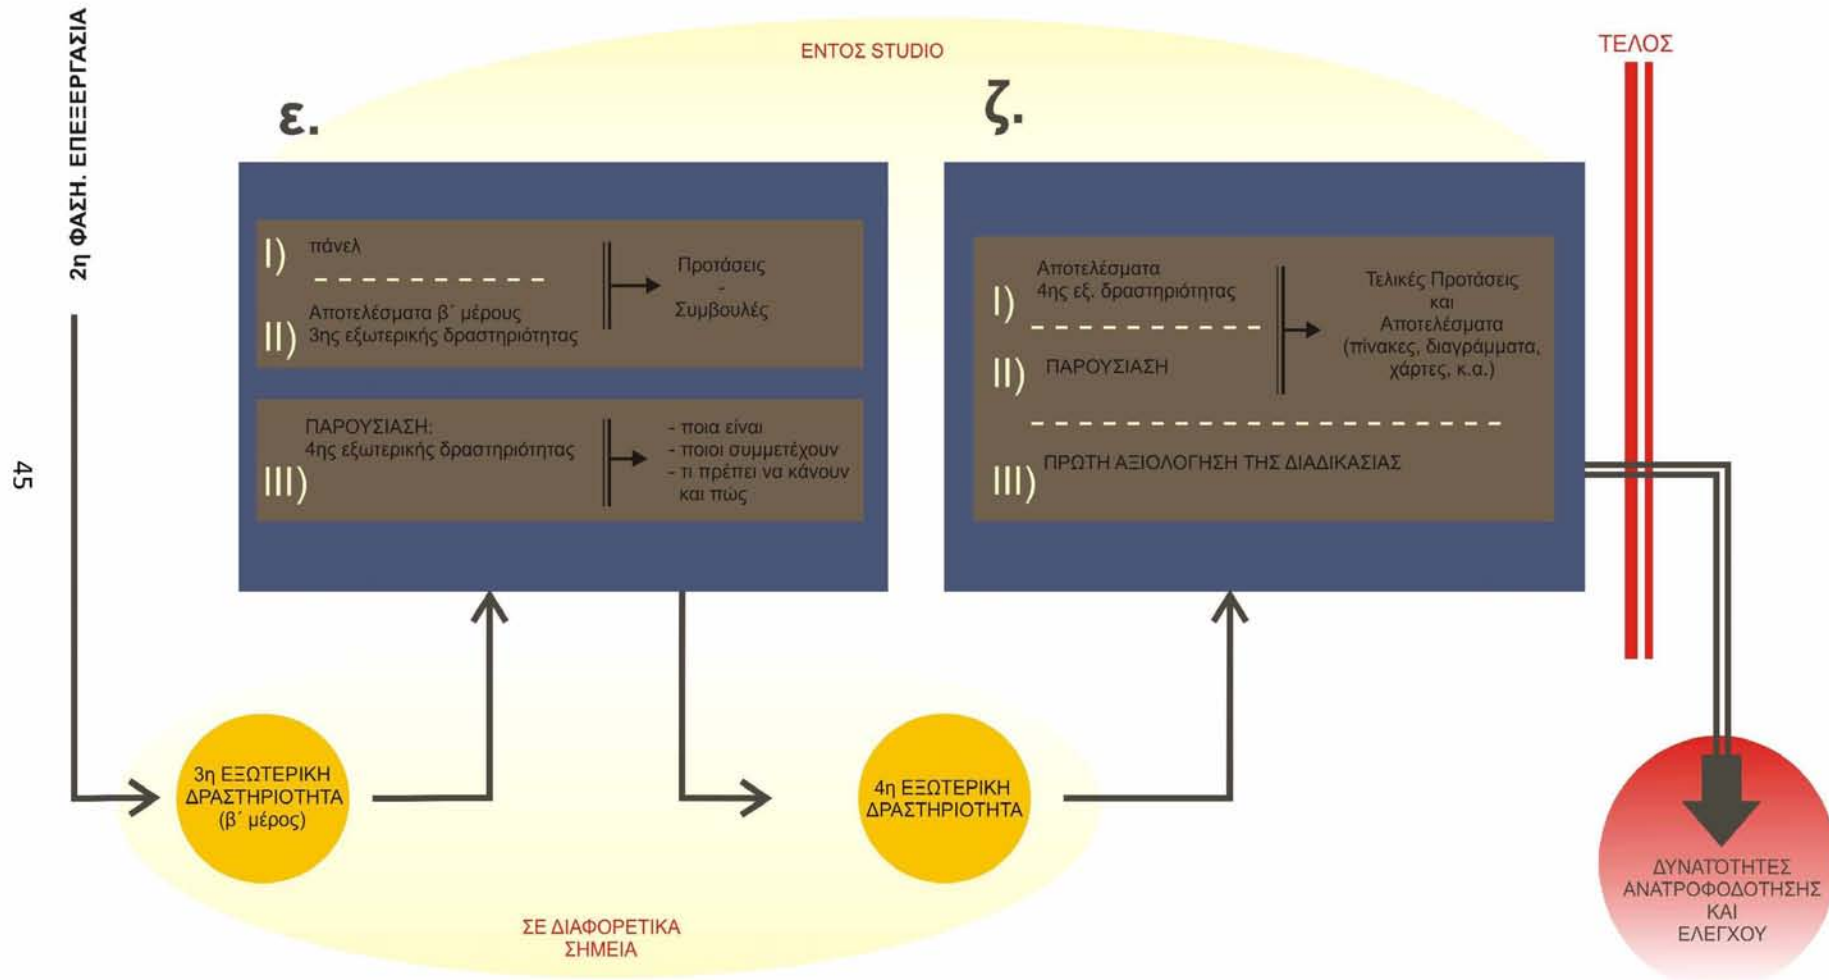 2η ΦΑΣΗ. ΕΠΕΞΕΡΓΑΣΙΑ
45
ΕΝΤΟΣ STUDIO
ΤΕΛΟΣ
ε.
I) πάνελ
II) Αποτελέσματα β΄ μέρους
3ης εξωτερικής δραστηριότητας
Προτάσεις
-
Συμβουλές
ΠΑΡΟΥΣΙΑΣΗ:
III) 4ης εξωτερικής δραστηριότητας
- ποια είναι
- ποιοι συμμετέχουν
- τι πρέπει να κάνουν
και πώς
ζ.
I) Αποτελέσματα
4ης εξ. δραστηριότητας
II) ΠΑΡΟΥΣΙΑΣΗ
Τελικές Προτάσεις
και
Αποτελέσματα
(πίνακες, διαγράμματα,
χάρτες, κ.α.)
III) ΠΡΩΤΗ ΑΞΙΟΛΟΓΗΣΗ ΤΗΣ ΔΙΑΔΙΚΑΣΙΑΣ
3η ΕΞΩΤΕΡΙΚΗ
ΔΡΑΣΤΗΡΙΟΤΗΤΑ
(β΄ μέρος)
4η ΕΞΩΤΕΡΙΚΗ
ΔΡΑΣΤΗΡΙΟΤΗΤΑ
ΣΕ ΔΙΑΦΟΡΕΤΙΚΑ
ΣΗΜΕΙΑ
ΔΥΝΑΤΌΤΗΤΕΣ
ΑΝΑΤΡΟΦΟΔΟΤΗΣΗΣ
ΚΑΙ
ΕΛΕΓΧΟΥ